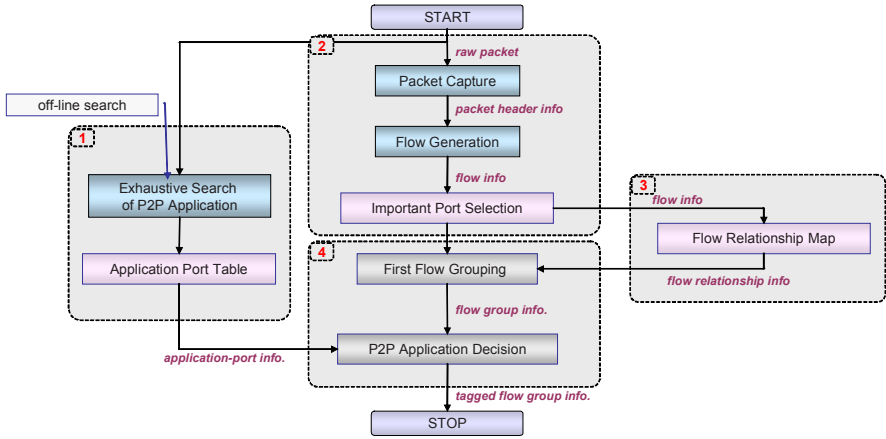 START
2
raw packet
Packet Capture
off-line search
packet header info
1
Flow Generation
Exhaustive Search
of P2P Application
flow info
3
Important Port Selection
flow info
Flow Relationship Map
4
Application Port Table
First Flow Grouping
flow relationship info
flow group info.
application-port info.
P2P Application Decision
tagged flow group info.
STOP